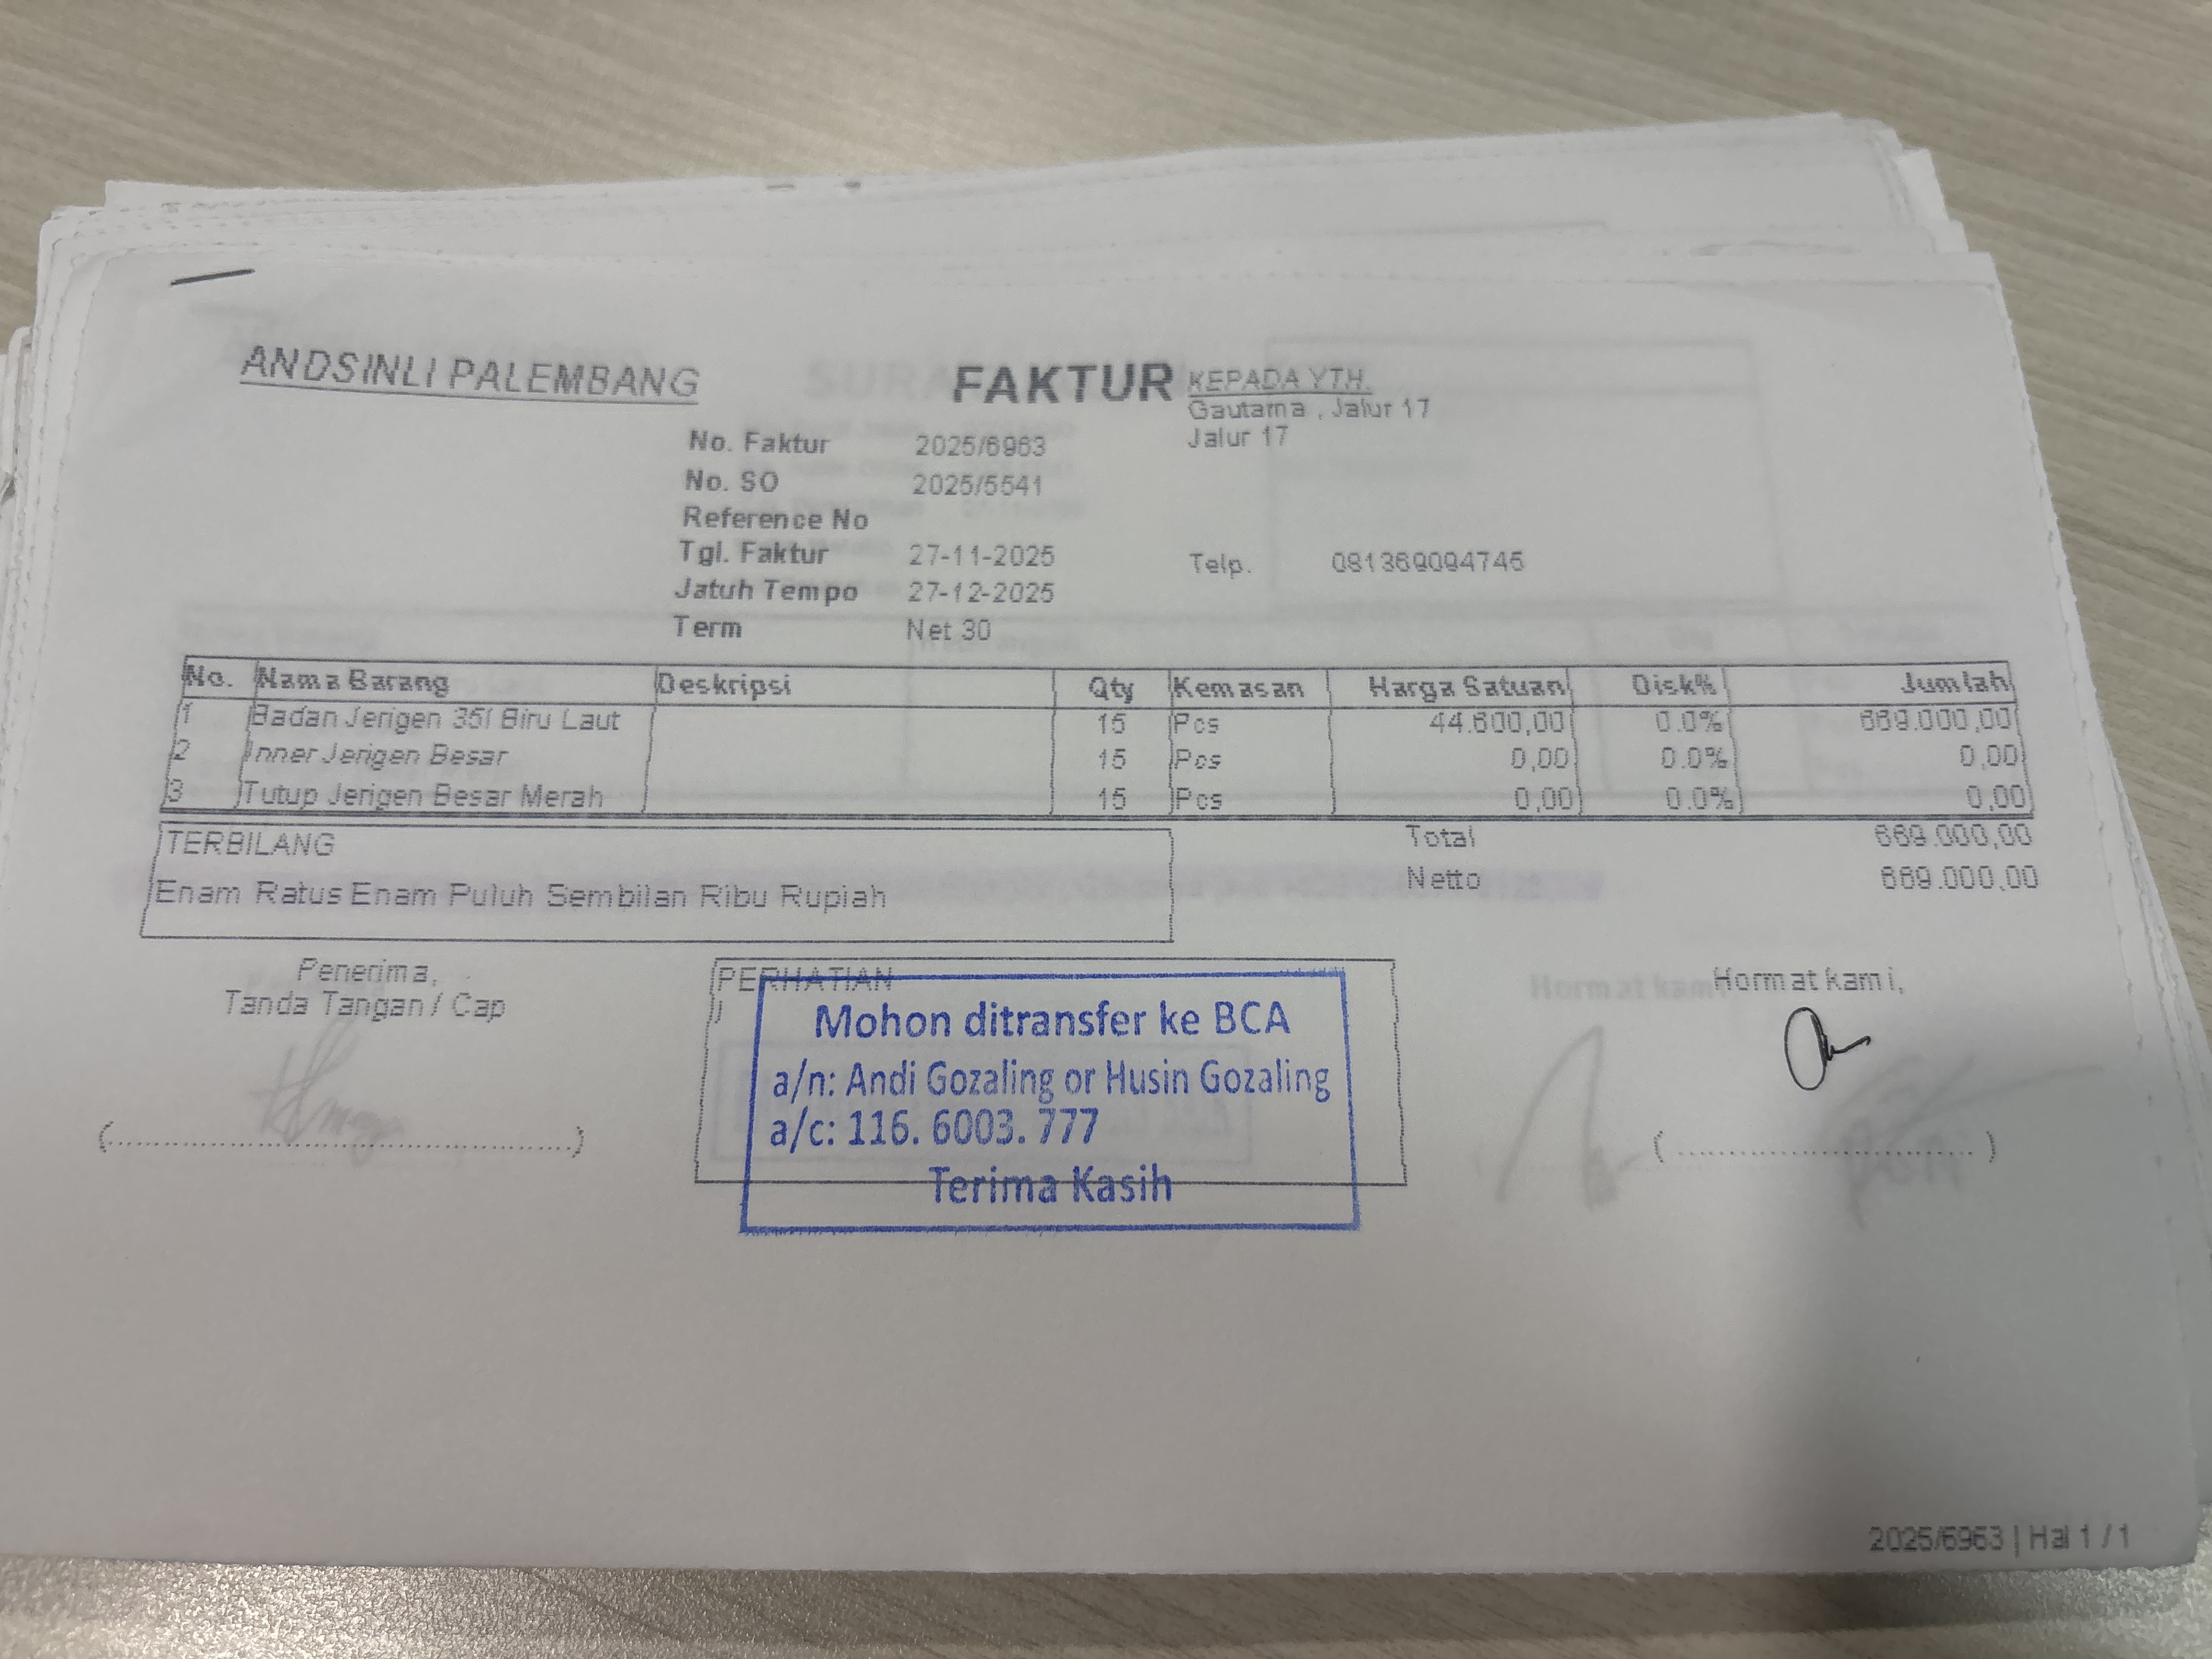 ANDSINLI PALEMBANG
FAKTUR
KEPADA YTH.
Gautama , Jalur 17
Jalur 17
No. Faktur 2025/6963
No. SO 2025/5541
Reference No
Tgl. Faktur 27-11-2025
Telp. 081369094745
Jatuh Tempo 27-12-2025
Term Net 30
No. Nama Barang Deskripsi Qty Kemasan Harga Satuan Disk% Jumlah
1 Badan Jerigen 35l Biru Laut 15 Pcs 44.600,00 0.0% 669.000,00
2 Inner Jerigen Besar 15 Pcs 0,00 0.0% 0,00
3 Tutup Jerigen Besar Merah 15 Pcs 0,00 0.0% 0,00
TERBILANG
Enam Ratus Enam Puluh Sembilan Ribu Rupiah
Total 669.000,00
Netto 669.000,00
Penerima,
Tanda Tangan / Cap
PERHATIAN
Mohon ditransfer ke BCA
a/n: Andi Gozaling or Husin Gozaling
a/c: 116. 6003. 777
Terima Kasih
Hormat kami,
2025/6963 | Hal 1 / 1